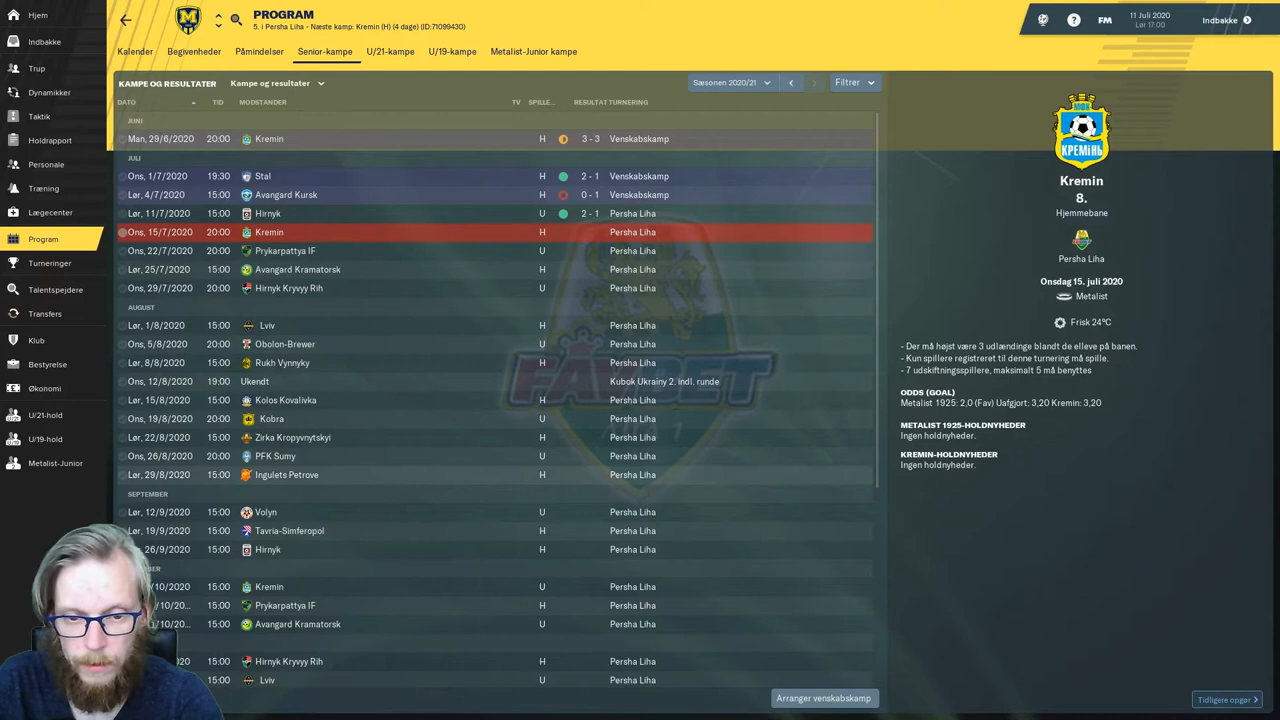 Hjem
Indbakke
Trup
Dynamikker
Taktik
Holdrapport
Personale
Træning
Lægecenter
Program
Turneringer
Talentspejdere
Transfers
Klub
Bestyrelse
Økonomi
U/21-hold
U/19-hold
Metalist-Junior
PROGRAM
5. i Persha Liha - Næste kamp: Kremin (H) (4 dage) (ID:71099430)
FM
11 Juli 2020
Lør 17:00
Indbakke
Kalender Begivenheder Påmindelser Senior-kampe U/21-kampe U/19-kampe Metalist-Junior kampe
KAMPE OG RESULTATER Kampe og resultater Sæsonen 2020/21 Filtrer
DATO TID MODSTANDER TV SPILLE... RESULTAT TURNERING
JUNI
Man, 29/6/2020 20:00 Kremin H 3 - 3 Venskabskamp
JULI
Ons, 1/7/2020 19:30 Stal H 2 - 1 Venskabskamp
Lør, 4/7/2020 15:00 Avangard Kursk H 0 - 1 Venskabskamp
Lør, 11/7/2020 15:00 Hirnyk U 2 - 1 Persha Liha
Ons, 15/7/2020 20:00 Kremin H Persha Liha
Ons, 22/7/2020 20:00 Prykarpattya IF U Persha Liha
Lør, 25/7/2020 15:00 Avangard Kramatorsk H Persha Liha
Ons, 29/7/2020 20:00 Hirnyk Kryvyy Rih U Persha Liha
AUGUST
Lør, 1/8/2020 15:00 Lviv H Persha Liha
Ons, 5/8/2020 20:00 Obolon-Brewer U Persha Liha
Lør, 8/8/2020 15:00 Rukh Vynnyky H Persha Liha
Ons, 12/8/2020 19:00 Ukendt Kubok Ukrainy 2. indl. runde
Lør, 15/8/2020 15:00 Kolos Kovalivka H Persha Liha
Ons, 19/8/2020 20:00 Kobra U Persha Liha
Lør, 22/8/2020 15:00 Zirka Kropyvnytskyi H Persha Liha
Ons, 26/8/2020 20:00 PFK Sumy U Persha Liha
Lør, 29/8/2020 15:00 Ingulets Petrove H Persha Liha
SEPTEMBER
Lør, 12/9/2020 15:00 Volyn U Persha Liha
Lør, 19/9/2020 15:00 Tavria-Simferopol H Persha Liha
26/9/2020 15:00 Hirnyk H Persha Liha
/10/2020 15:00 Kremin U Persha Liha
/10/20... 15:00 Prykarpattya IF H Persha Liha
/10/20... 15:00 Avangard Kramatorsk U Persha Liha
15:00 Hirnyk Kryvyy Rih H Persha Liha
15:00 Lviv U Persha Liha
Arranger venskabskamp
FAVBET
МФК
КРЕМІНЬ
Kremin
8.
Hjemmebane
Persha Liha
Onsdag 15. juli 2020
Metalist
Frisk 24°C
- Der må højst være 3 udlændinge blandt de elleve på banen.
- Kun spillere registreret til denne turnering må spille.
- 7 udskiftningsspillere, maksimalt 5 må benyttes
ODDS (GOAL)
Metalist 1925: 2,0 (Fav) Uafgjort: 3,20 Kremin: 3,20
METALIST 1925-HOLDNYHEDER
Ingen holdnyheder.
KREMIN-HOLDNYHEDER
Ingen holdnyheder.
Tidligere opgør